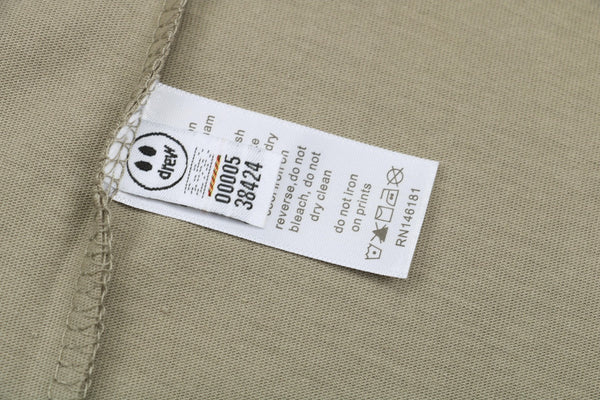 drew
00005
38424
reverse, do not
bleach, do not
dry clean
do not iron
on prints
RN146181